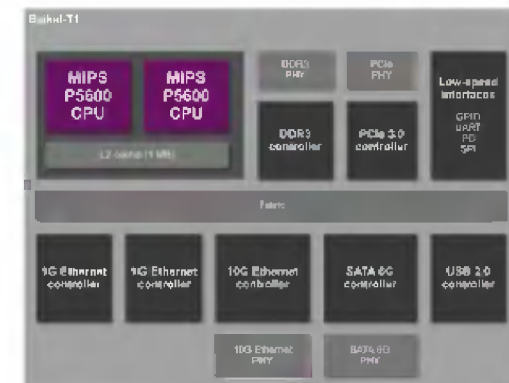 Baikal-T1
MIPS
P5600
CPU
MIPS
P5600
CPU
L2 cache (1 MB)
DDR3
PHY
PCIe
PHY
DDR3
controller
PCIe 3.0
controller
Low-speed
interfaces
GPIO
UART
I²C
SPI
Fabric
1G Ethernet
controller
1G Ethernet
controller
10G Ethernet
controller
SATA 6G
controller
USB 2.0
controller
10G Ethernet
PHY
SATA 6G
PHY